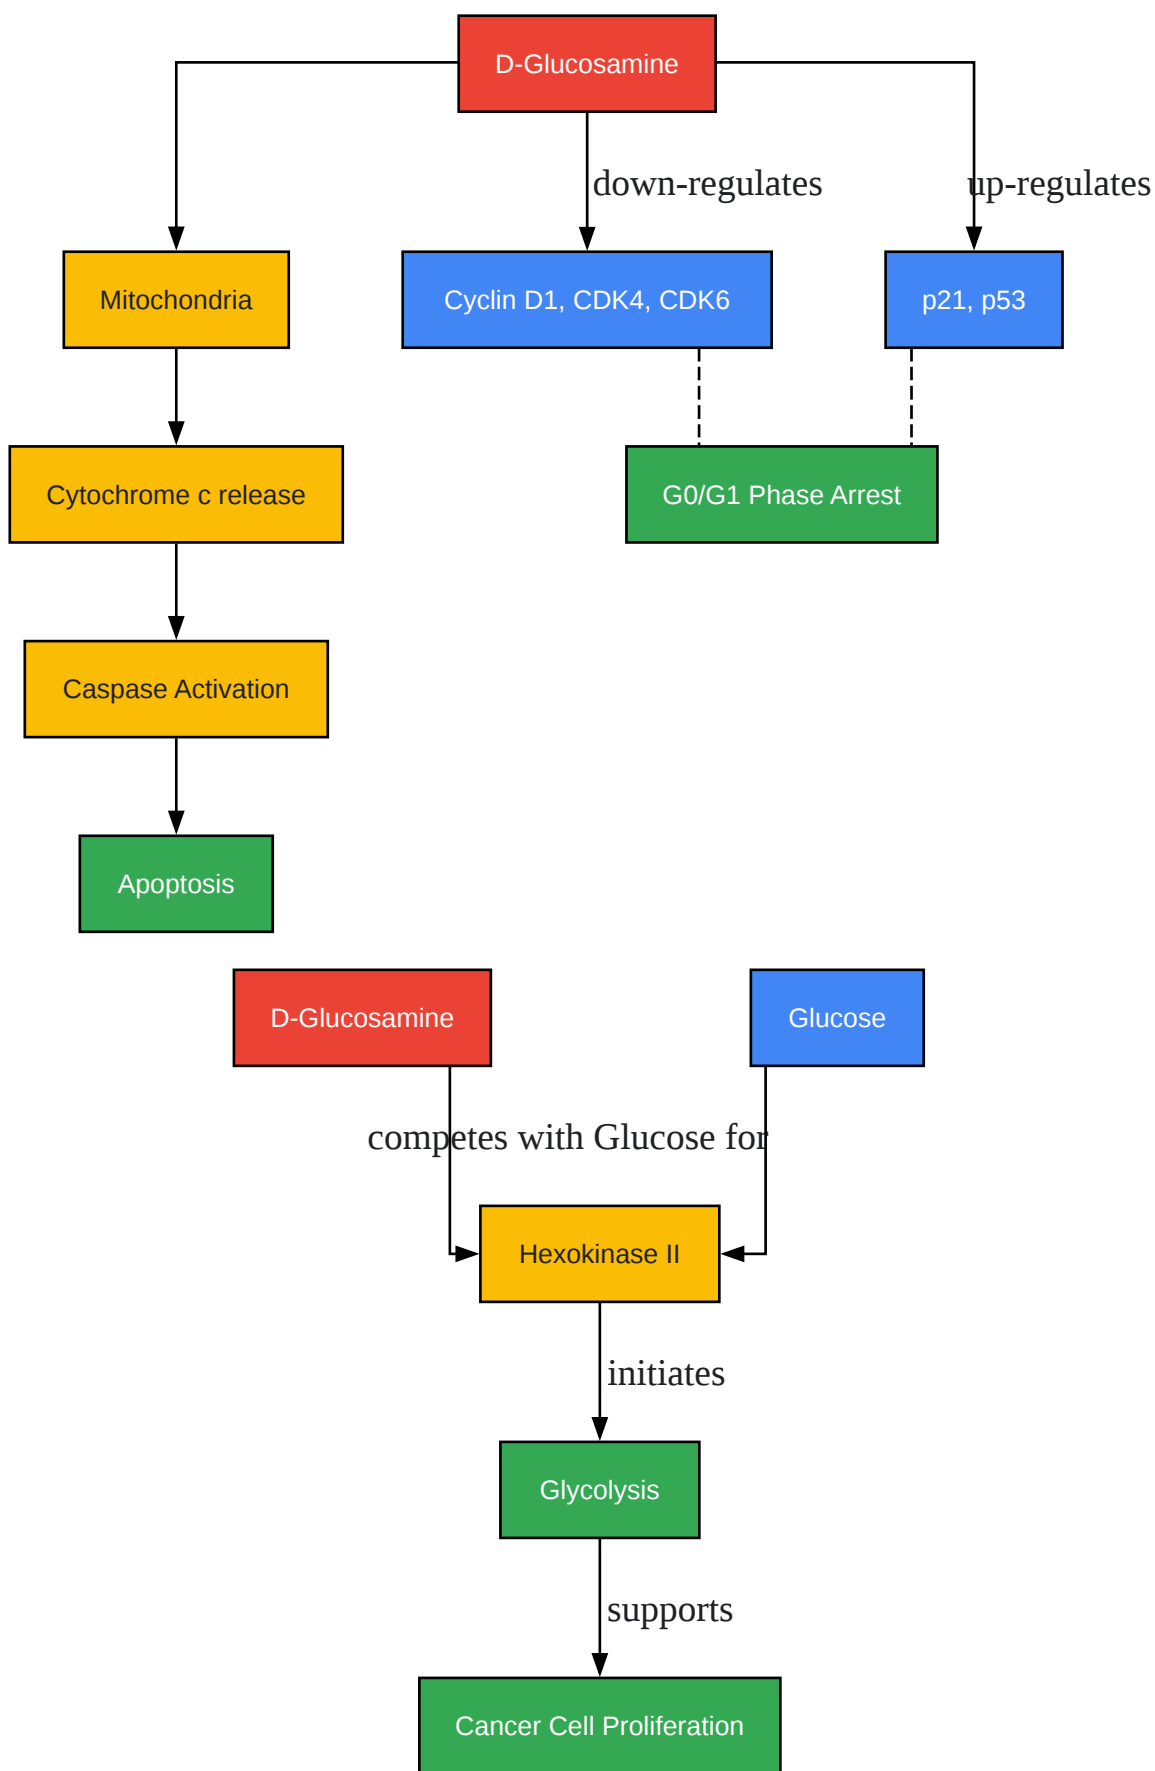 D-Glucosamine
down-regulates
up-regulates
Mitochondria
Cyclin D1, CDK4, CDK6
p21, p53
Cytochrome c release
G0/G1 Phase Arrest
Caspase Activation
Apoptosis
D-Glucosamine
Glucose
competes with Glucose for
Hexokinase II
initiates
Glycolysis
supports
Cancer Cell Proliferation